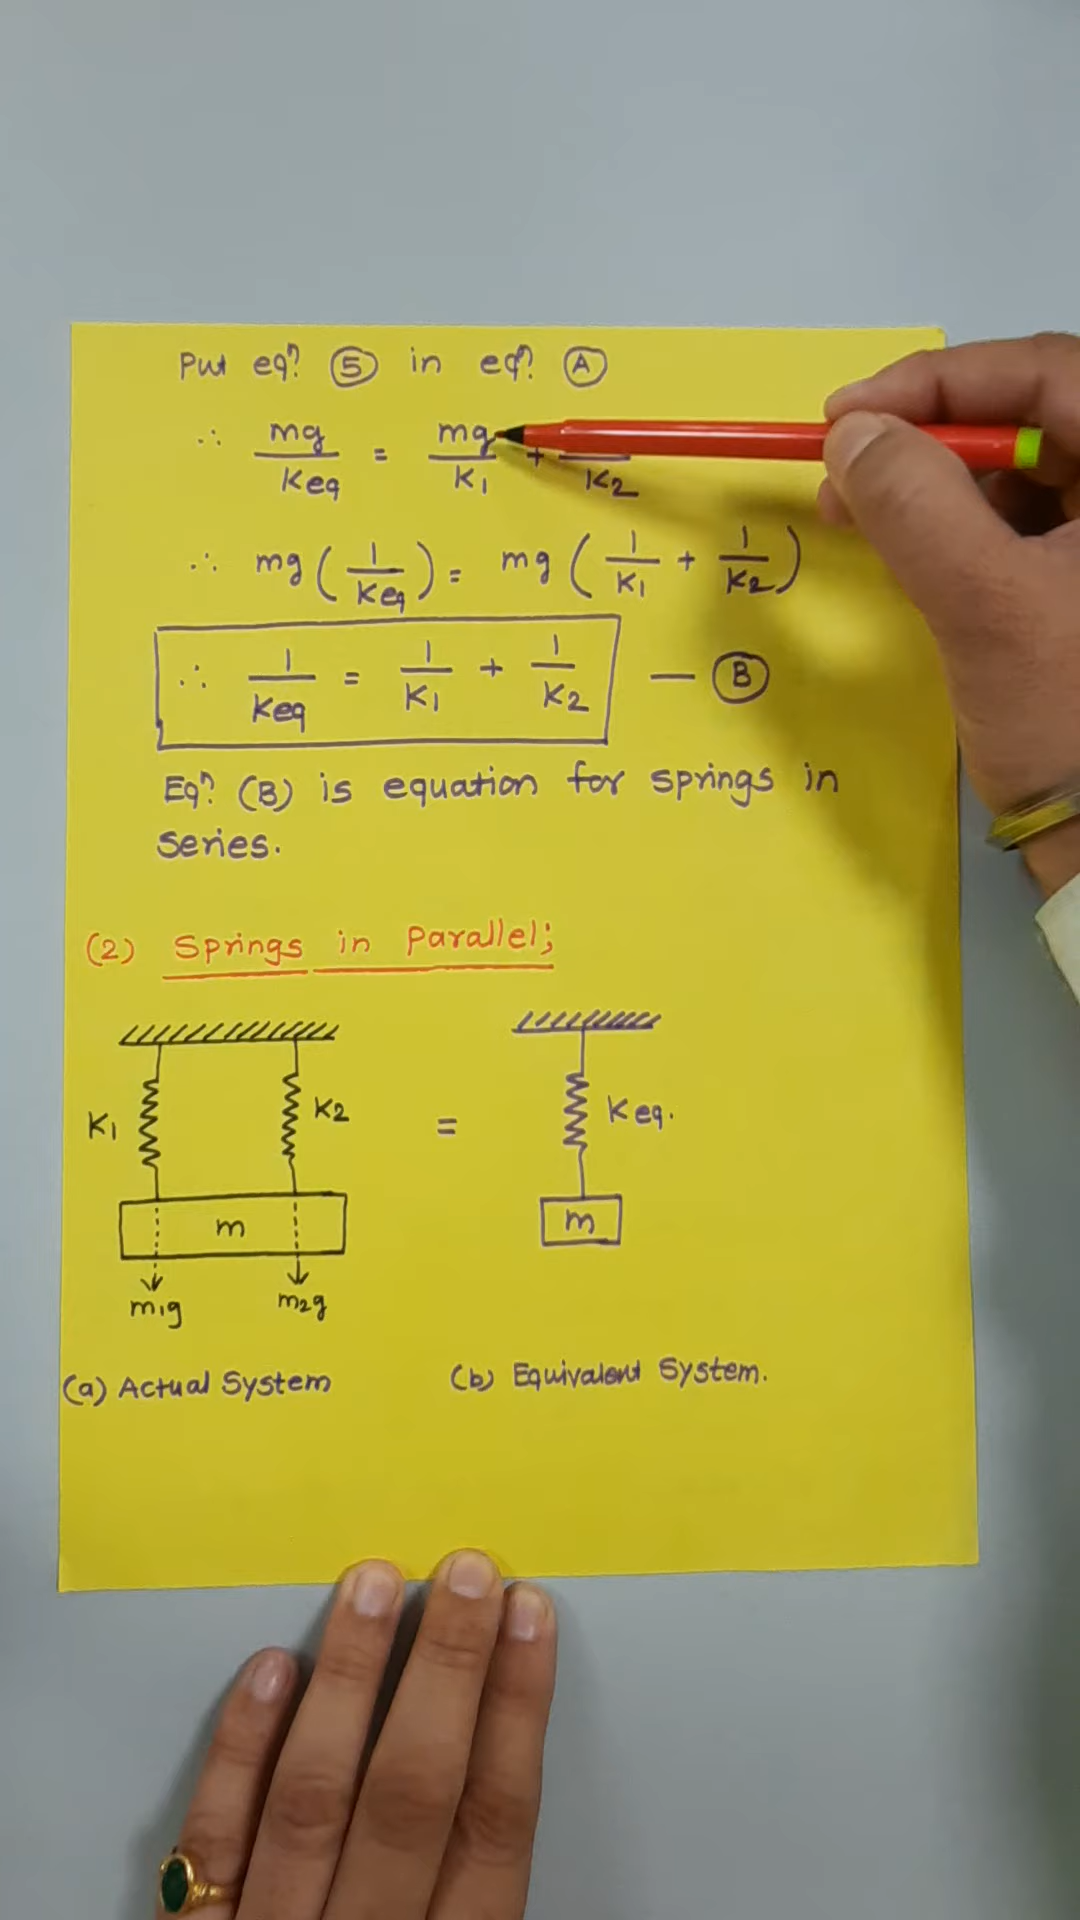 Put eqn (5) in eqn (A)
∴ mg/Keq = mg/K1 + /K2
∴ mg (1/Keq) = mg (1/K1 + 1/K2)
∴ 1/Keq = 1/K1 + 1/K2 — (B)
Eqn (B) is equation for springs in
series.
(2) Springs in Parallel;
K1 K2 = Keq.
m m
m1g m2g
(a) Actual System (b) Equivalent System.